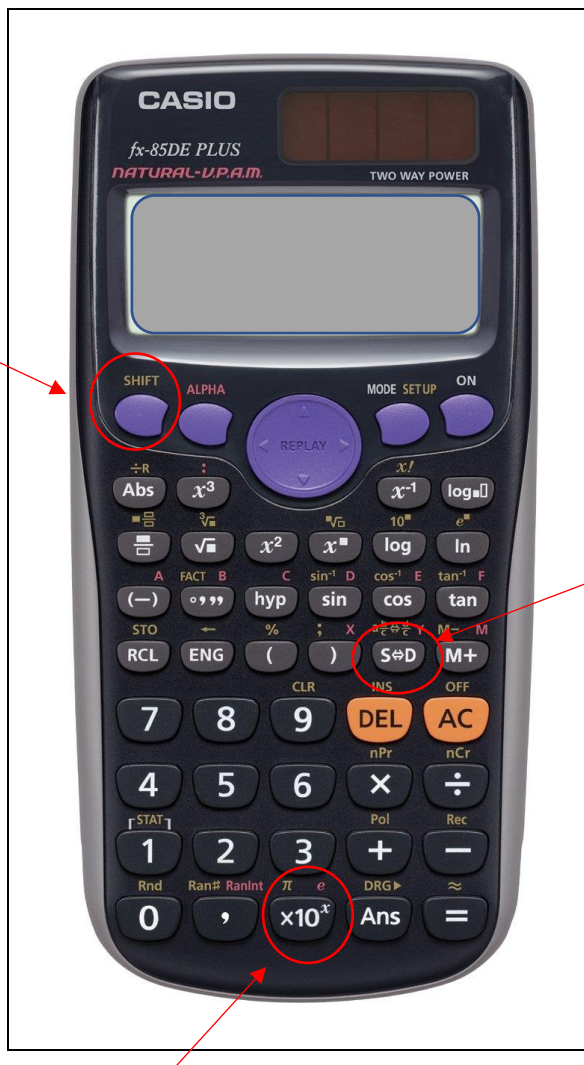 CASIO
fx-85DE PLUS
NATURAL-V.P.A.M. TWO WAY POWER
SHIFT ALPHA MODE SETUP ON
REPLAY
÷R : x!
Abs x³ x⁻¹ log■▯
■■/■ ³√■ ■√□ 10■ e■
■/■ √■ x² x■ log ln
A FACT B C sin⁻¹ D cos⁻¹ E tan⁻¹ F
(−) °,,, hyp sin cos tan
STO ← % ; X Y M− M
RCL ENG ( ) S⇔D M+
CLR INS OFF
7 8 9 DEL AC
nPr nCr
4 5 6 × ÷
STAT Pol Rec
1 2 3 + −
Rnd Ran# RanInt π e DRG▶ ≈
0 , ×10ˣ Ans =